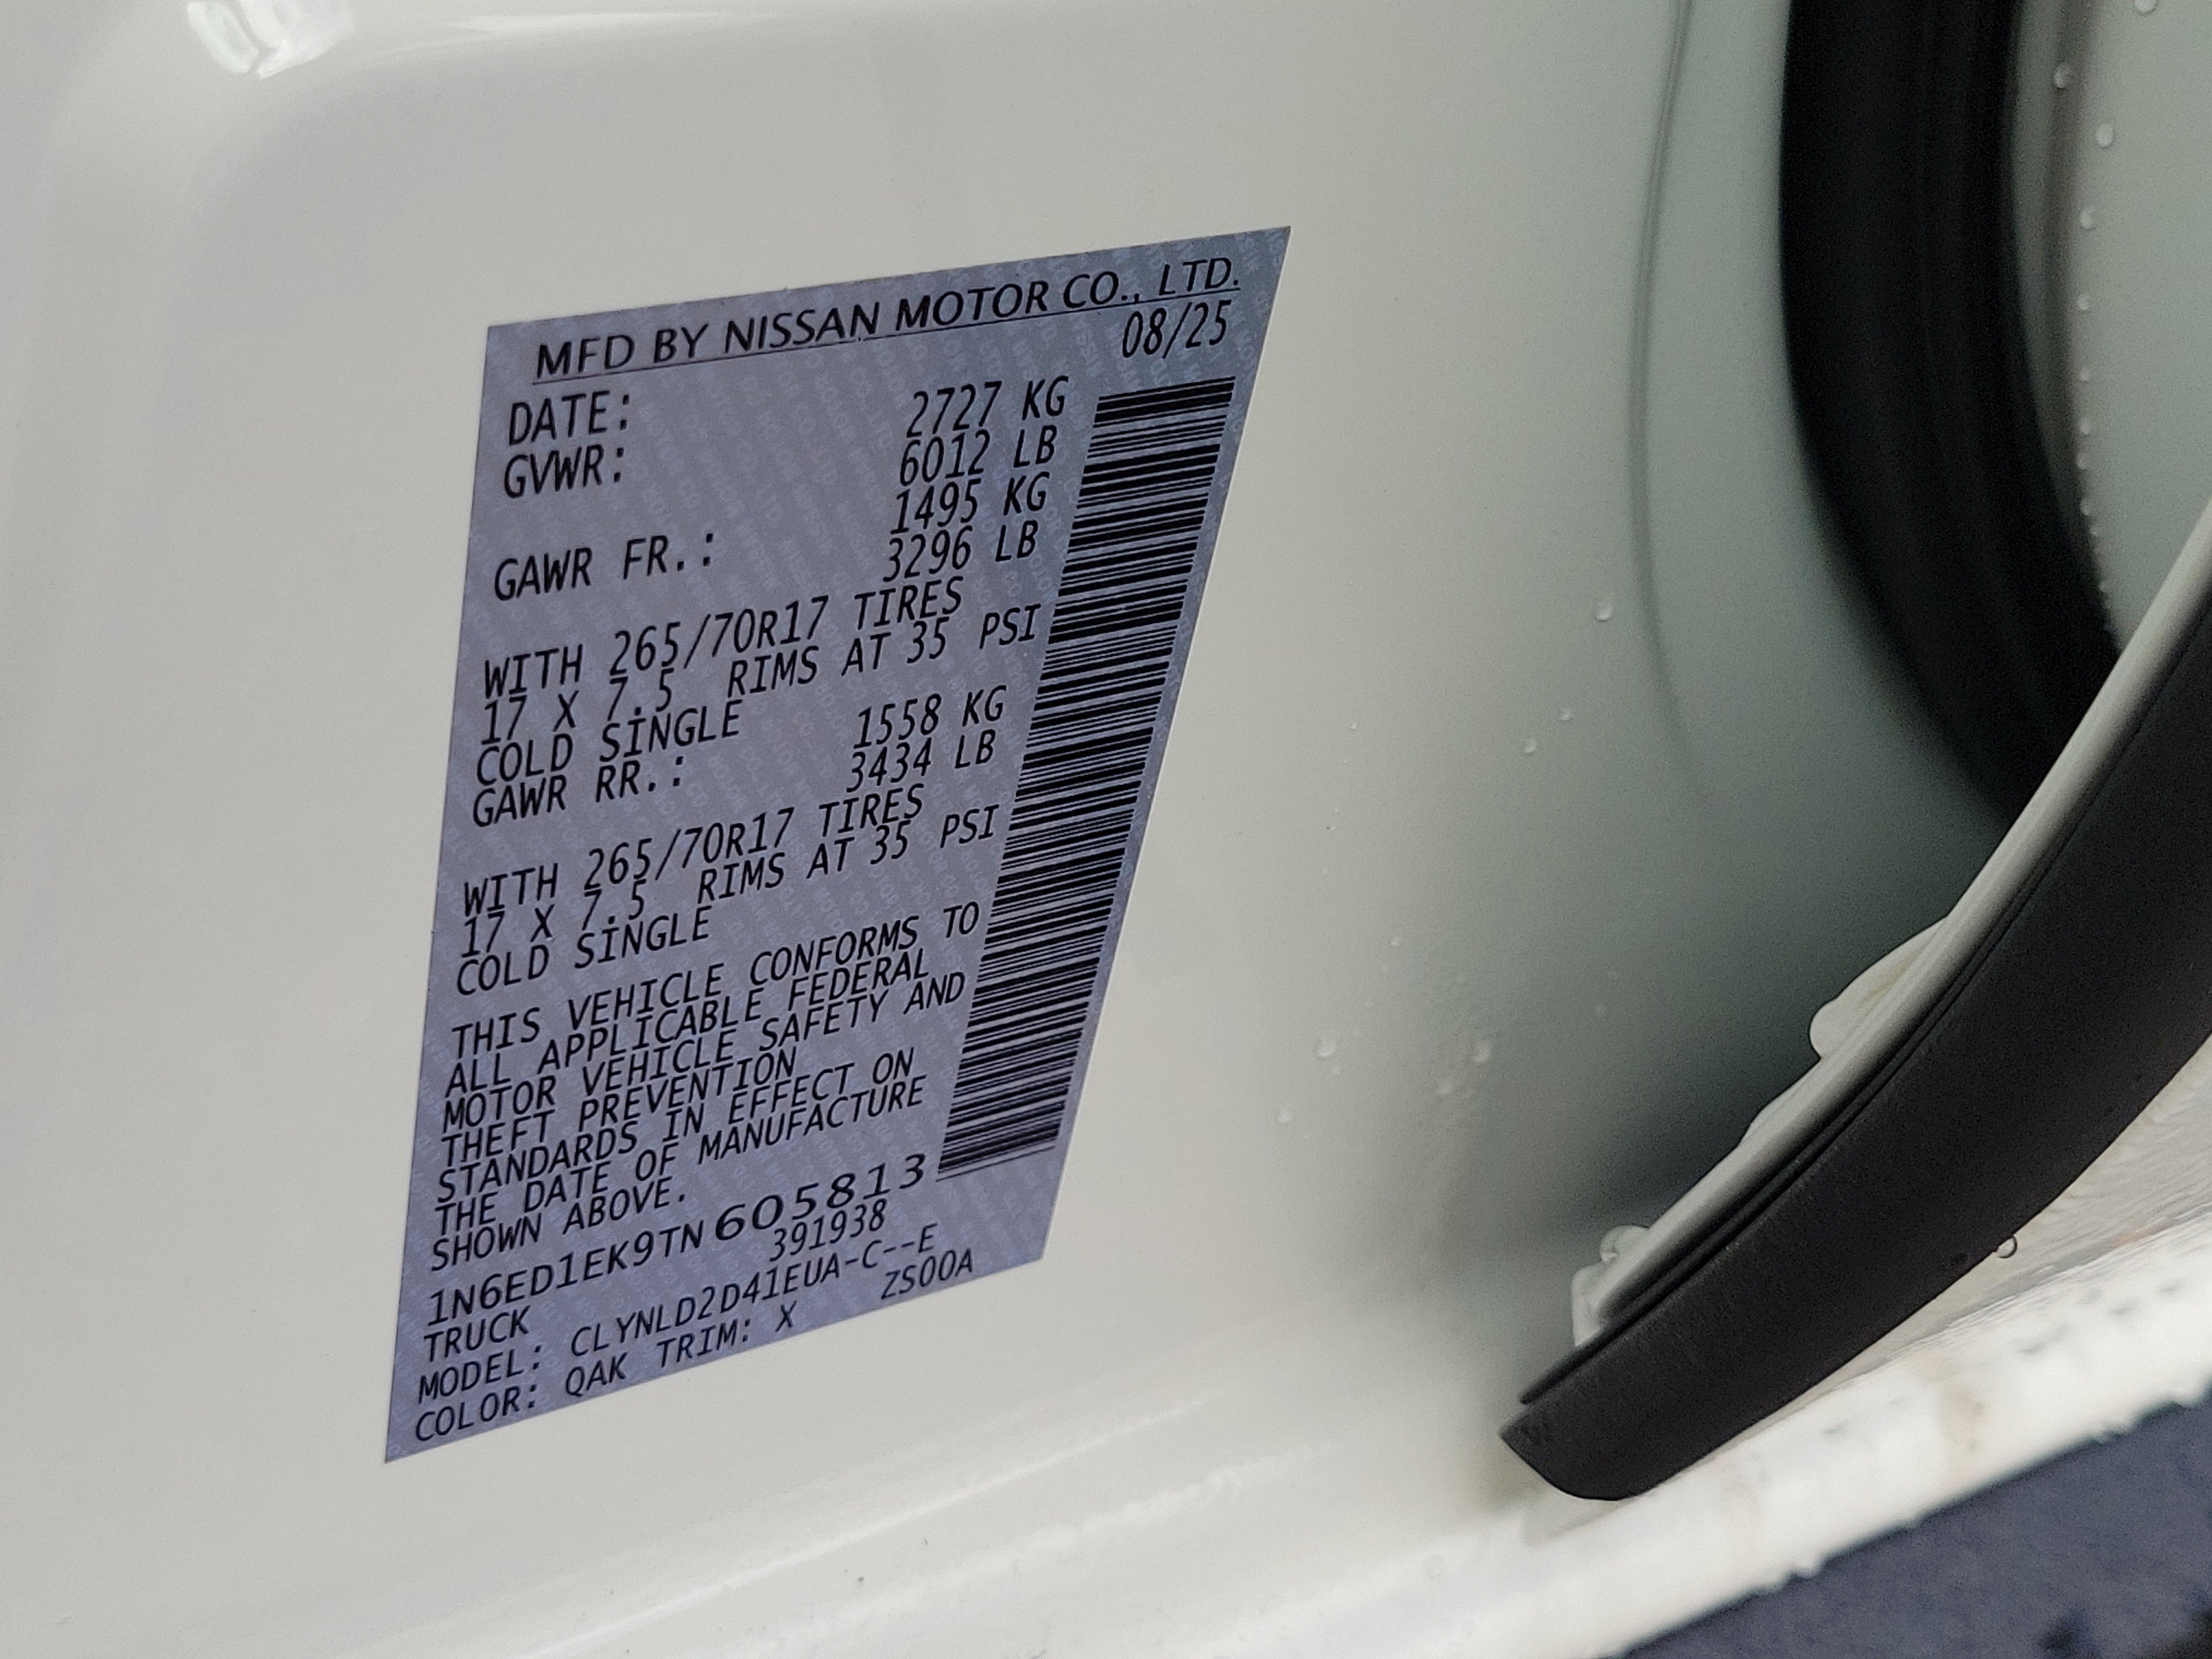 MFD BY NISSAN MOTOR CO., LTD.
DATE: 08/25
GVWR: 2727 KG
6012 LB
GAWR FR.: 1495 KG
3296 LB
WITH 265/70R17 TIRES
17 X 7.5 RIMS AT 35 PSI
COLD SINGLE
GAWR RR.: 1558 KG
3434 LB
WITH 265/70R17 TIRES
17 X 7.5 RIMS AT 35 PSI
COLD SINGLE
THIS VEHICLE CONFORMS TO
ALL APPLICABLE FEDERAL
MOTOR VEHICLE SAFETY AND
THEFT PREVENTION
STANDARDS IN EFFECT ON
THE DATE OF MANUFACTURE
SHOWN ABOVE.
1N6ED1EK9TN605813
TRUCK 391938
MODEL: CLYNLD2D41EUA-C--E
COLOR: QAK TRIM: X ZS00A